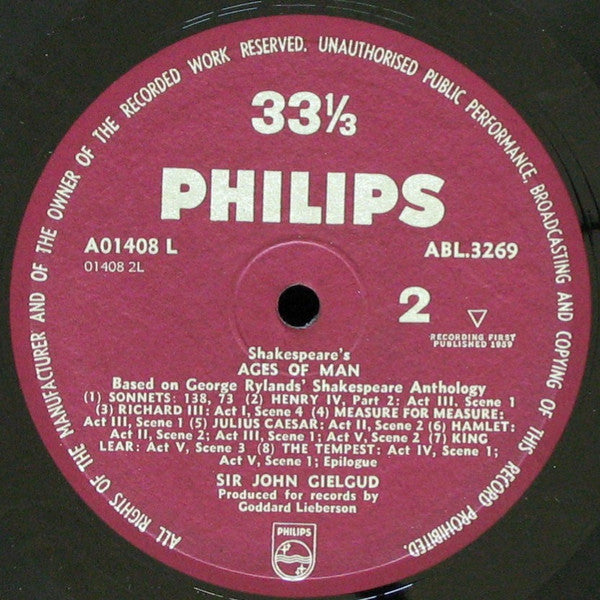 ALL RIGHTS OF THE MANUFACTURER AND OF THE OWNER OF THE RECORDED WORK RESERVED. UNAUTHORISED PUBLIC PERFORMANCE, BROADCASTING AND COPYING OF THIS RECORD PROHIBITED.
33⅓
PHILIPS
A01408 L
ABL.3269
01408 2L
2
RECORDING FIRST
PUBLISHED 1959
Shakespeare's
AGES OF MAN
Based on George Rylands' Shakespeare Anthology
(1) SONNETS: 138, 73 (2) HENRY IV, Part 2: Act III, Scene 1
(3) RICHARD III: Act I, Scene 4 (4) MEASURE FOR MEASURE:
Act III, Scene 1 (5) JULIUS CAESAR: Act II, Scene 2 (6) HAMLET:
Act II, Scene 2; Act III, Scene 1; Act V, Scene 2 (7) KING
LEAR: Act V, Scene 3 (8) THE TEMPEST: Act IV, Scene 1;
Act V, Scene 1; Epilogue
SIR JOHN GIELGUD
Produced for records by
Goddard Lieberson
PHILIPS